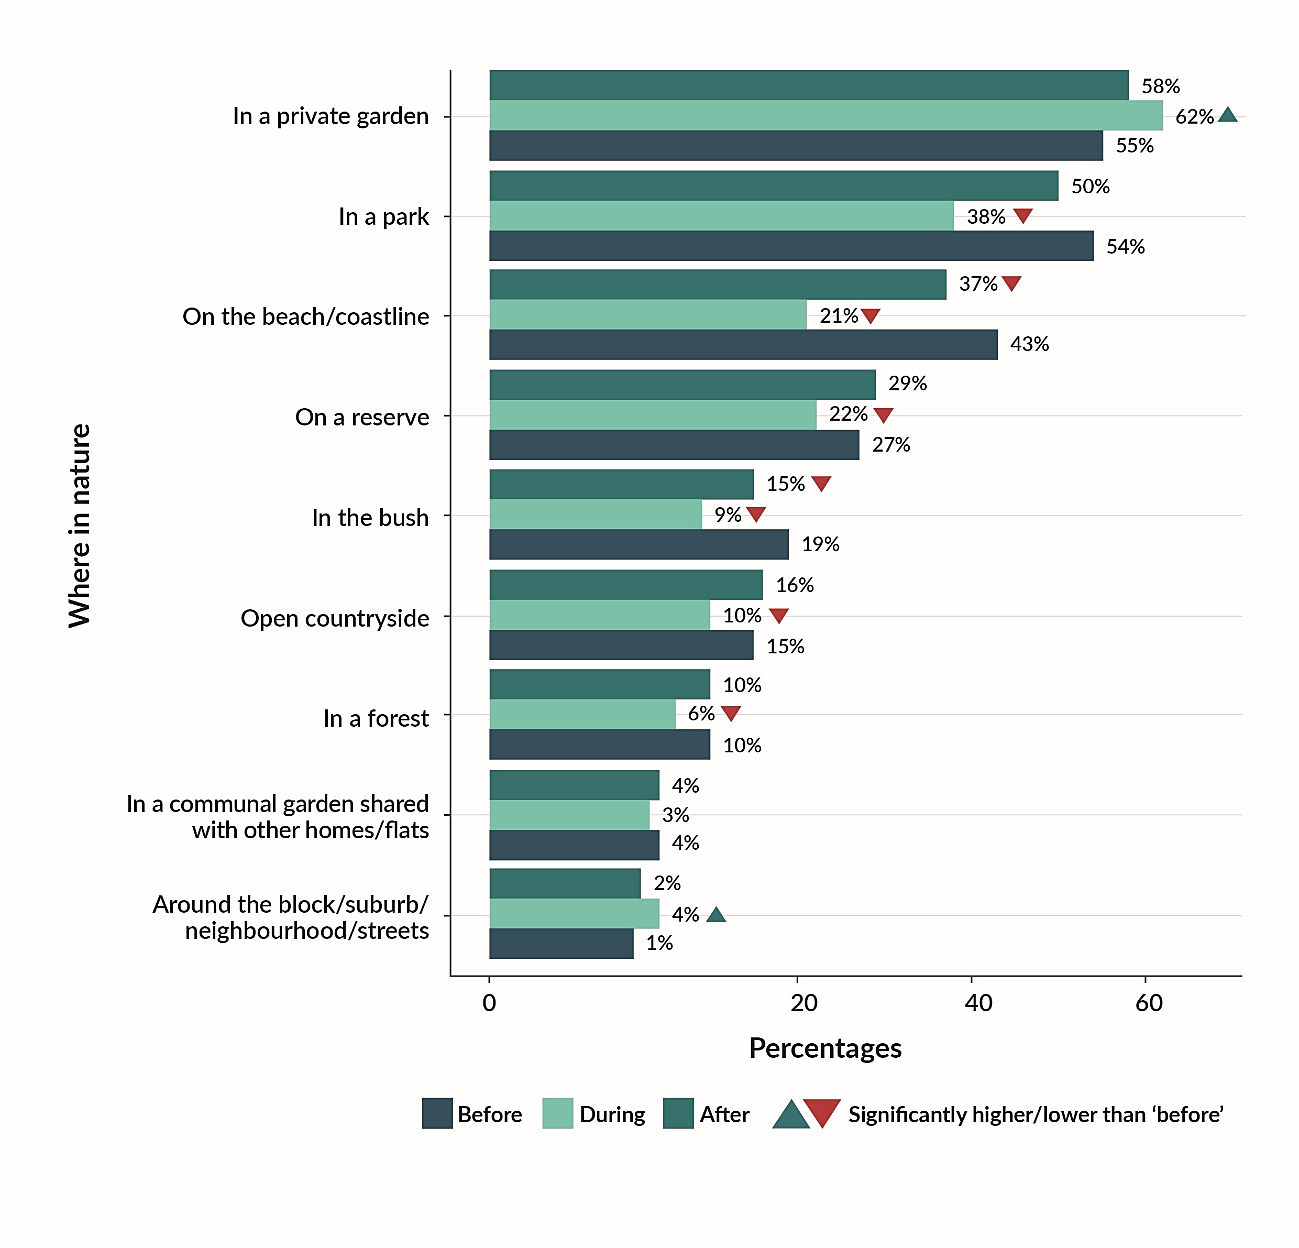 58%
In a private garden
62%
55%
50%
In a park
38%
54%
37%
On the beach/coastline
21%
43%
29%
On a reserve
22%
27%
15%
In the bush
9%
19%
16%
Open countryside
10%
15%
10%
In a forest
6%
10%
4%
In a communal garden shared
with other homes/flats
3%
4%
2%
Around the block/suburb/
neighbourhood/streets
4%
1%
Where in nature
0 20 40 60
Percentages
Before During After Significantly higher/lower than ‘before’